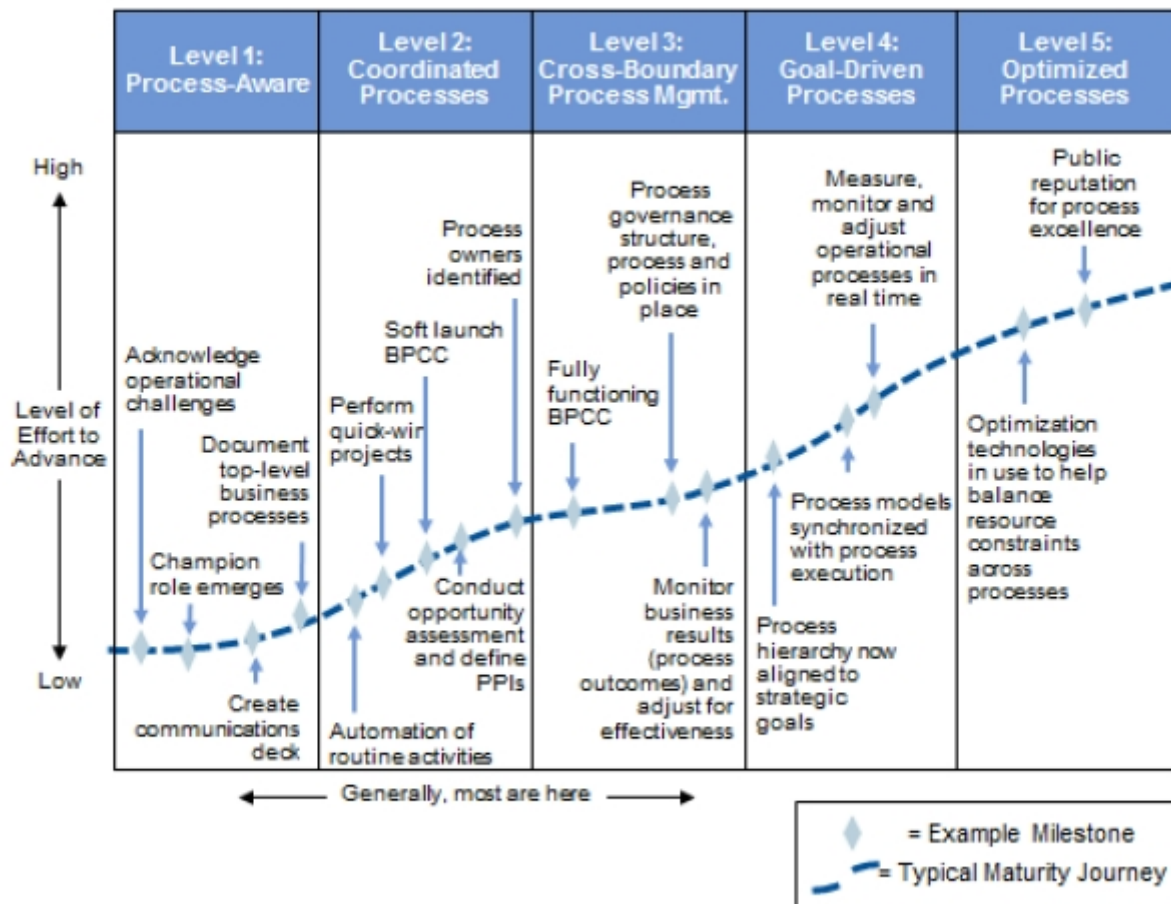 Level 1:
Process-Aware
Level 2:
Coordinated
Processes
Level 3:
Cross-Boundary
Process Mgmt.
Level 4:
Goal-Driven
Processes
Level 5:
Optimized
Processes
High
Level of
Effort to
Advance
Low
Acknowledge
operational
challenges
Champion
role emerges
Document
top-level
business
processes
Create
communications
deck
Automation of
routine activities
Perform
quick-win
projects
Soft launch
BPCC
Conduct
opportunity
assessment
and define
PPIs
Process
owners
identified
Fully
functioning
BPCC
Process
governance
structure,
process and
policies in
place
Monitor
business
results
(process
outcomes) and
adjust for
effectiveness
Process
hierarchy now
aligned to
strategic
goals
Process models
synchronized
with process
execution
Measure,
monitor and
adjust
operational
processes in
real time
Optimization
technologies
in use to help
balance
resource
constraints
across
processes
Public
reputation
for process
excellence
Generally, most are here
= Example Milestone
= Typical Maturity Journey